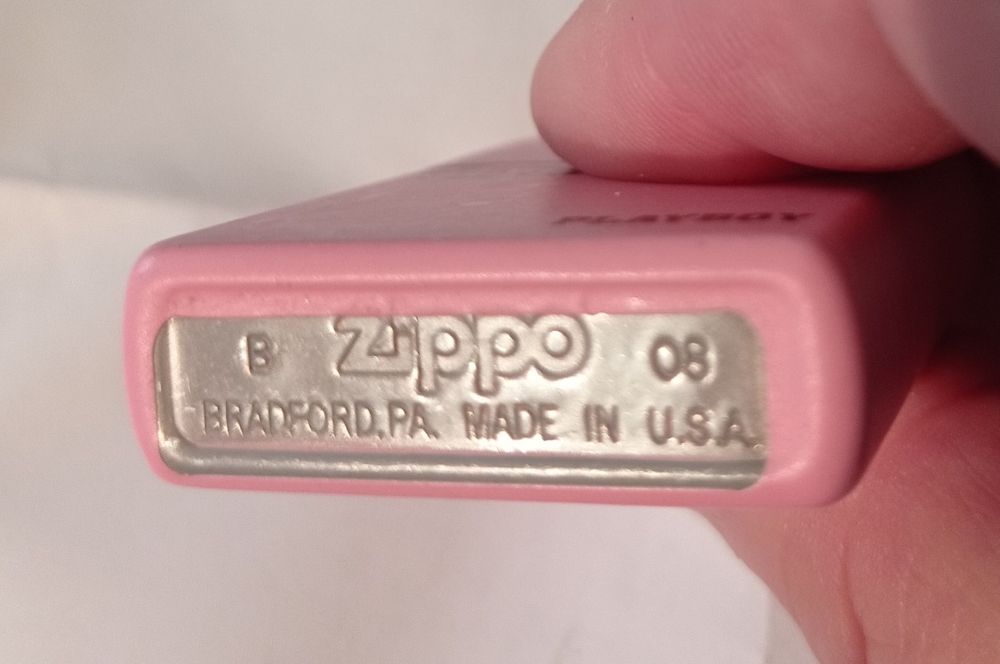 PLAYBOY
B Zippo 08
BRADFORD, PA. MADE IN U.S.A.